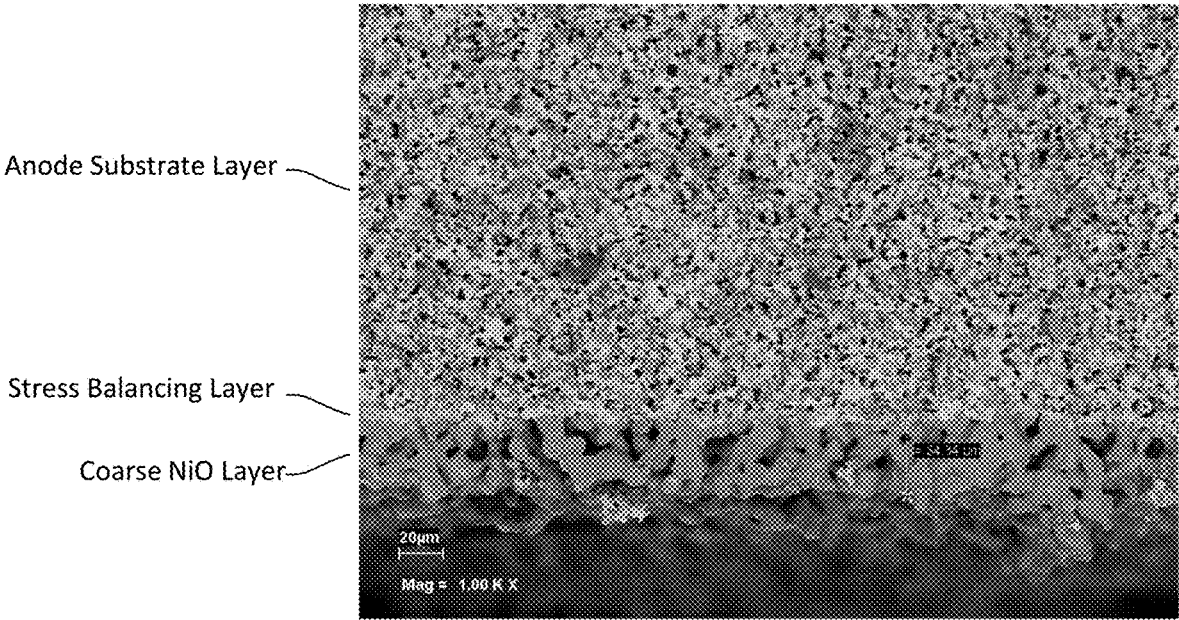 Anode Substrate Layer
Stress Balancing Layer
Coarse NiO Layer
20µm
Mag = 1.00 K X